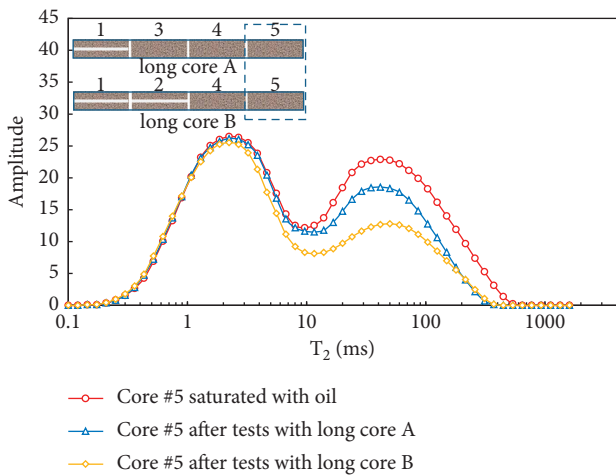 45
40
35
30
25
20
15
10
5
0
Amplitude
1 3 4 5
long core A
1 2 4 5
long core B
0.1 1 10 100 1000
T₂ (ms)
Core #5 saturated with oil
Core #5 after tests with long core A
Core #5 after tests with long core B